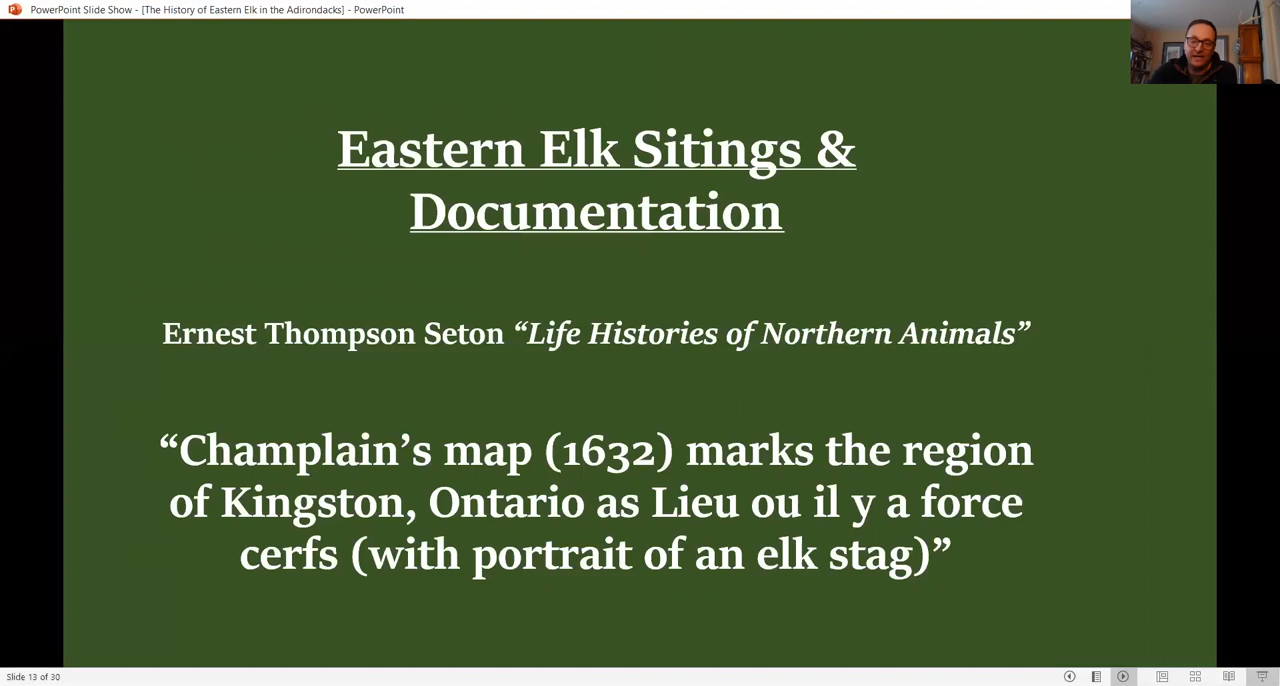 PowerPoint Slide Show - [The History of Eastern Elk in the Adirondacks] - PowerPoint
Eastern Elk Sitings &
Documentation
Ernest Thompson Seton “Life Histories of Northern Animals”
“Champlain’s map (1632) marks the region
of Kingston, Ontario as Lieu ou il y a force
cerfs (with portrait of an elk stag)”
Slide 13 of 30